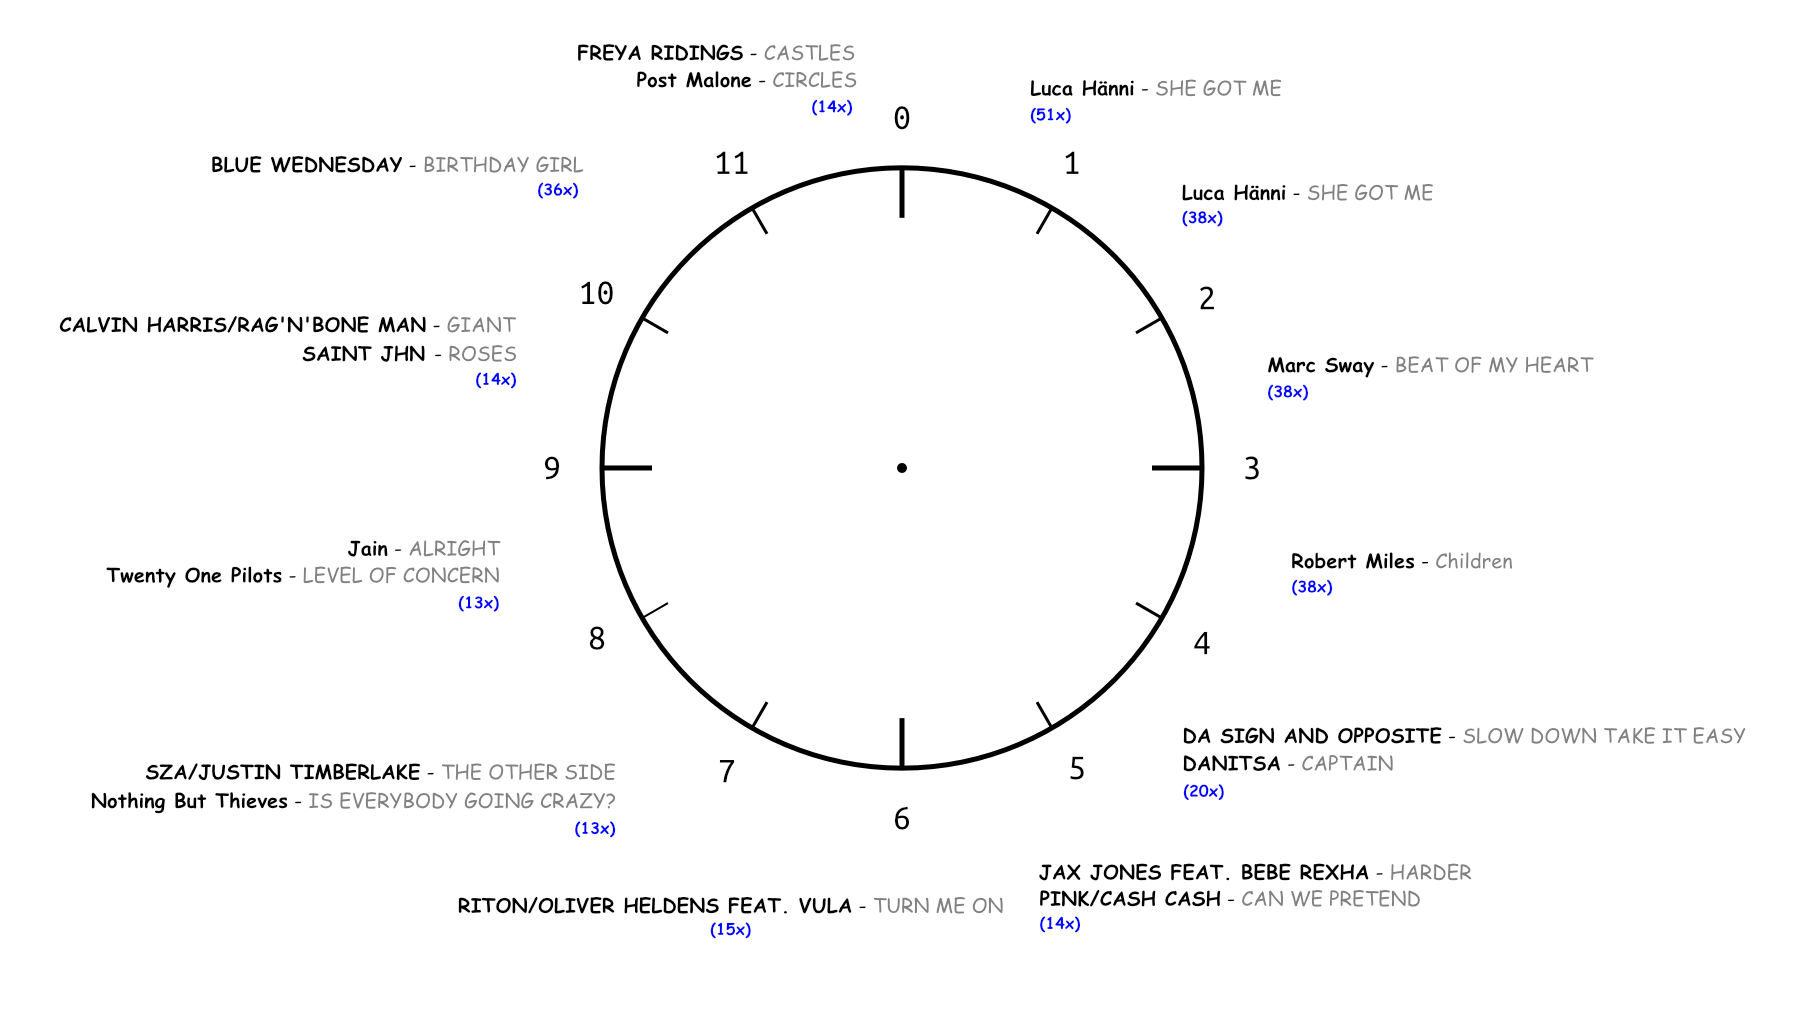 FREYA RIDINGS - CASTLES
Post Malone - CIRCLES
(14x)
0
Luca Hänni - SHE GOT ME
(51x)
11
1
BLUE WEDNESDAY - BIRTHDAY GIRL
(36x)
Luca Hänni - SHE GOT ME
(38x)
10
2
CALVIN HARRIS/RAG'N'BONE MAN - GIANT
SAINT JHN - ROSES
(14x)
Marc Sway - BEAT OF MY HEART
(38x)
9
3
Jain - ALRIGHT
Twenty One Pilots - LEVEL OF CONCERN
(13x)
Robert Miles - Children
(38x)
8
4
SZA/JUSTIN TIMBERLAKE - THE OTHER SIDE
Nothing But Thieves - IS EVERYBODY GOING CRAZY?
(13x)
7
5
DA SIGN AND OPPOSITE - SLOW DOWN TAKE IT EASY
DANITSA - CAPTAIN
(20x)
6
RITON/OLIVER HELDENS FEAT. VULA - TURN ME ON
(15x)
JAX JONES FEAT. BEBE REXHA - HARDER
PINK/CASH CASH - CAN WE PRETEND
(14x)